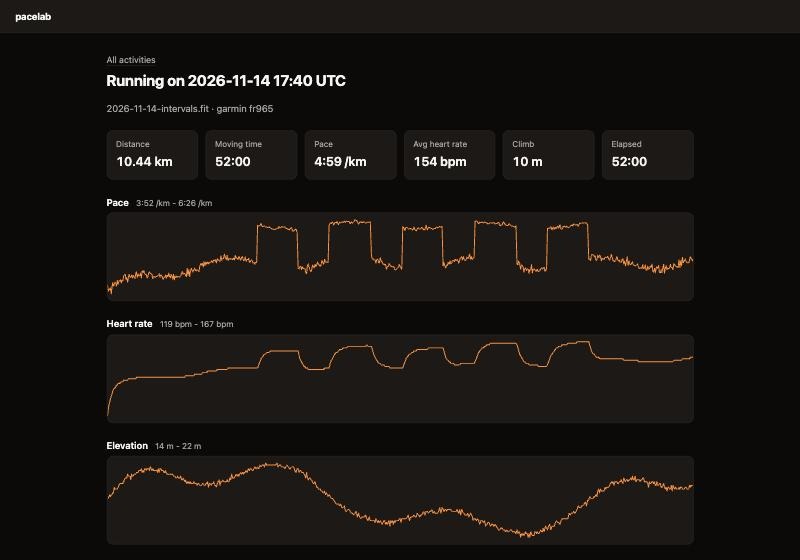 pacelab
All activities
Running on 2026-11-14 17:40 UTC
2026-11-14-intervals.fit · garmin fr965
Distance
10.44 km
Moving time
52:00
Pace
4:59 /km
Avg heart rate
154 bpm
Climb
10 m
Elapsed
52:00
Pace 3:52 /km - 6:26 /km
Heart rate 119 bpm - 167 bpm
Elevation 14 m - 22 m